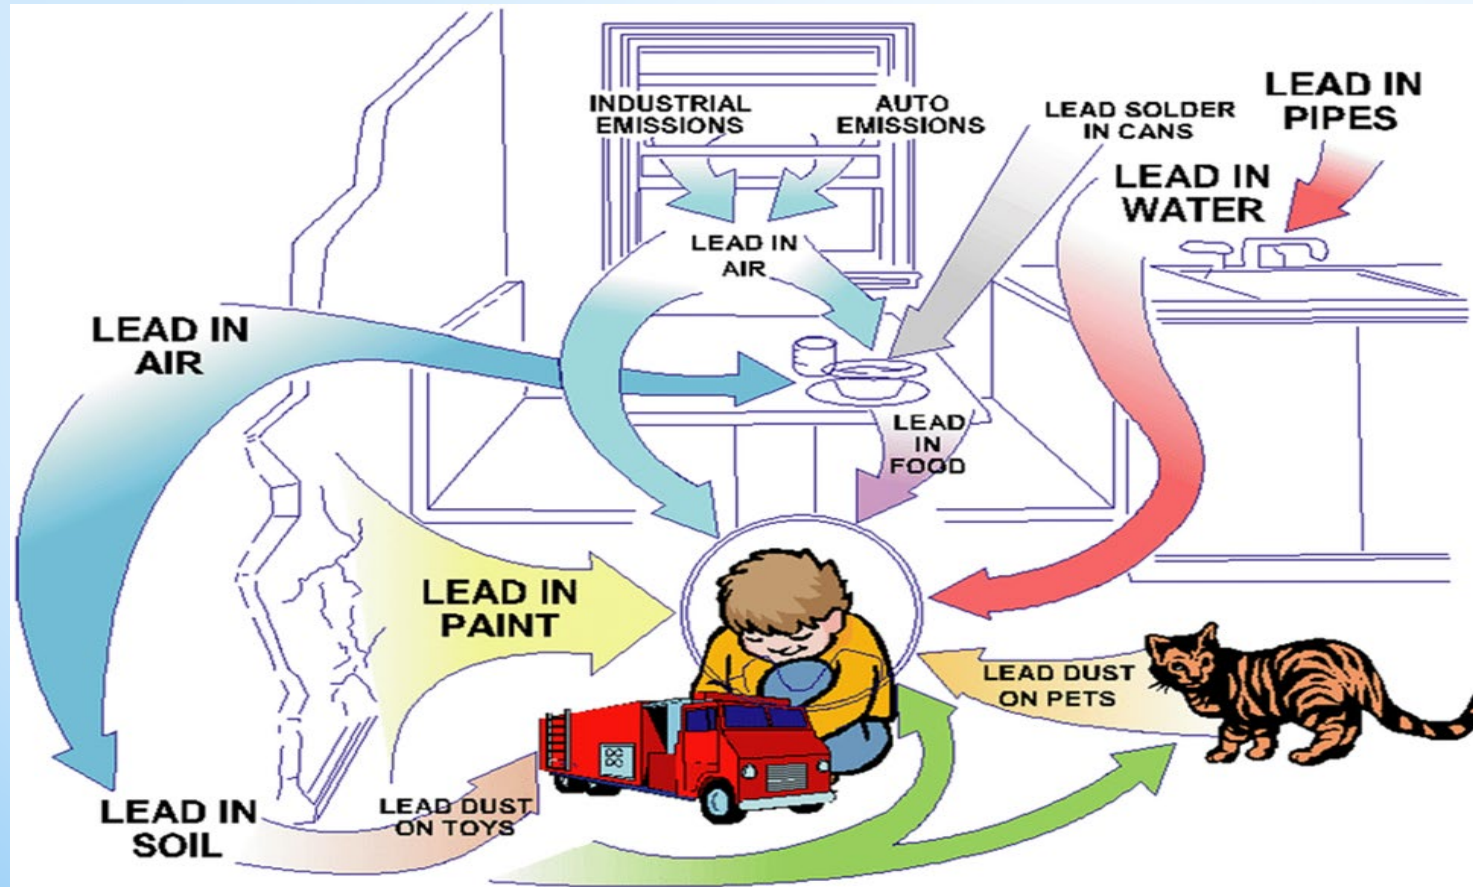 INDUSTRIAL
EMISSIONS
AUTO
EMISSIONS
LEAD SOLDER
IN CANS
LEAD IN
PIPES
LEAD IN
WATER
LEAD IN
AIR
LEAD IN
AIR
LEAD
IN
FOOD
LEAD IN
PAINT
LEAD DUST
ON PETS
LEAD IN
SOIL
LEAD DUST
ON TOYS